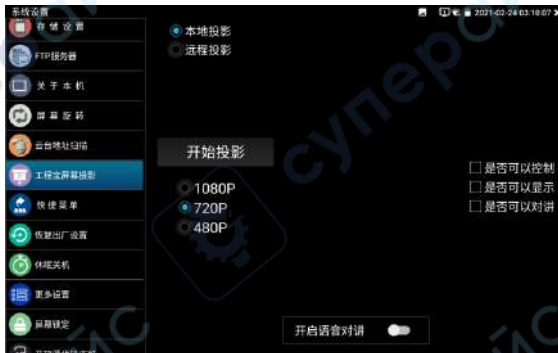 系统设置
2021-02-24 03:19:07
存储设置
FTP服务器
关于本机
屏幕旋转
云台地址扫描
工程宝屏幕投影
快捷菜单
恢复出厂设置
休眠关机
更多设置
屏幕锁定
本地投影
远程投影
开始投影
1080P
720P
480P
是否可以控制
是否可以显示
是否可以对讲
开启语音对讲
супер